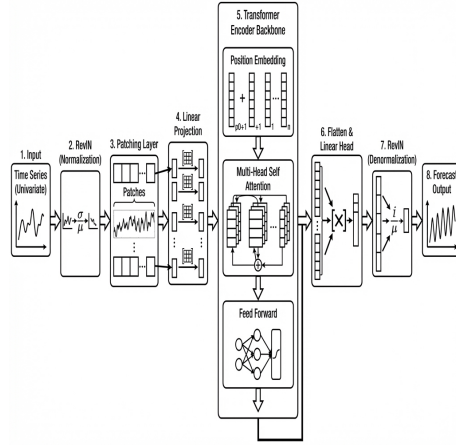 5. Transformer
Encoder Backbone
Position Embedding
+
p0+1 +1 1 n
4. Linear
Projection
1. Input
Time Series
(Univariate)
2. RevIN
(Normalization)
σ
μ
3. Patching Layer
Patches
Multi-Head Self
Attention
Feed Forward
6. Flatten &
Linear Head
[×]
7. RevIN
(Denormalization)
i
μ
8. Forecast
Output